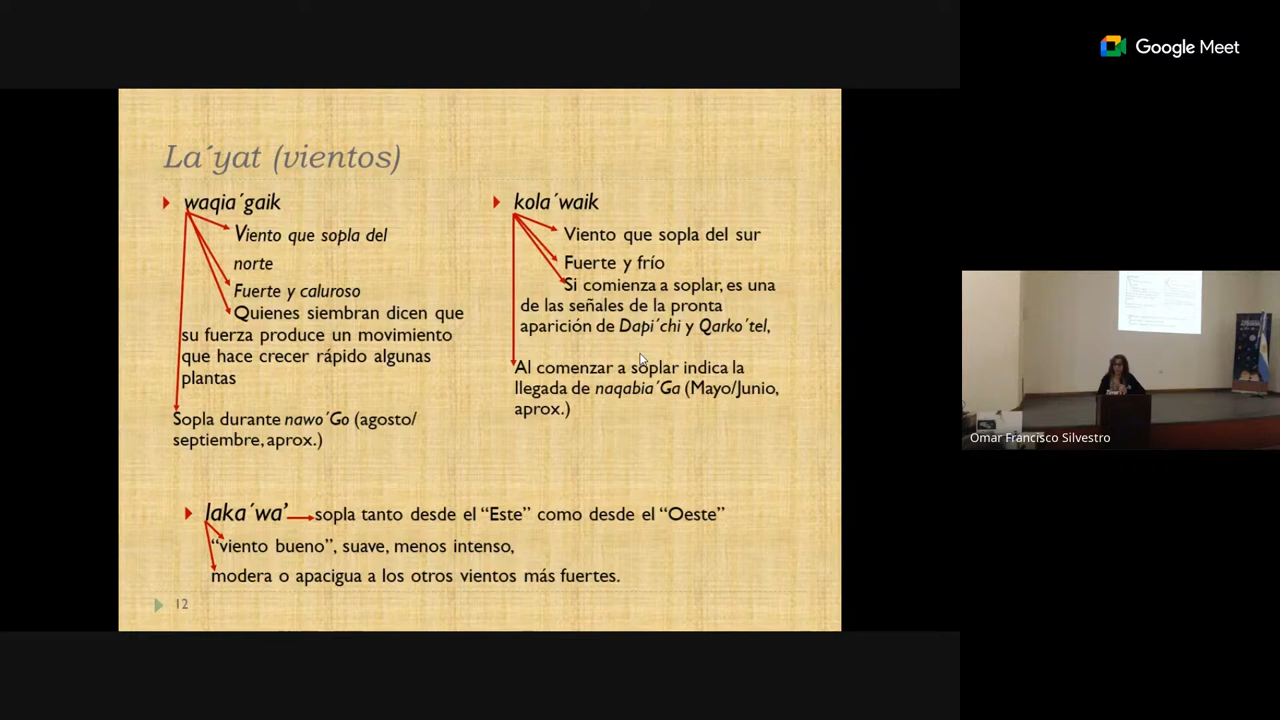 Google Meet
La´yat (vientos)
waqia´gaik
Viento que sopla del
norte
Fuerte y caluroso
Quienes siembran dicen que
su fuerza produce un movimiento
que hace crecer rápido algunas
plantas
Sopla durante nawo´Go (agosto/
septiembre, aprox.)
kola´waik
Viento que sopla del sur
Fuerte y frío
Si comienza a soplar, es una
de las señales de la pronta
aparición de Dapi´chi y Qarko´tel,
Al comenzar a soplar indica la
llegada de naqabia´Ga (Mayo/Junio,
aprox.)
laka´wa’ sopla tanto desde el “Este” como desde el “Oeste”
“viento bueno”, suave, menos intenso,
modera o apacigua a los otros vientos más fuertes.
12
Omar Francisco Silvestro